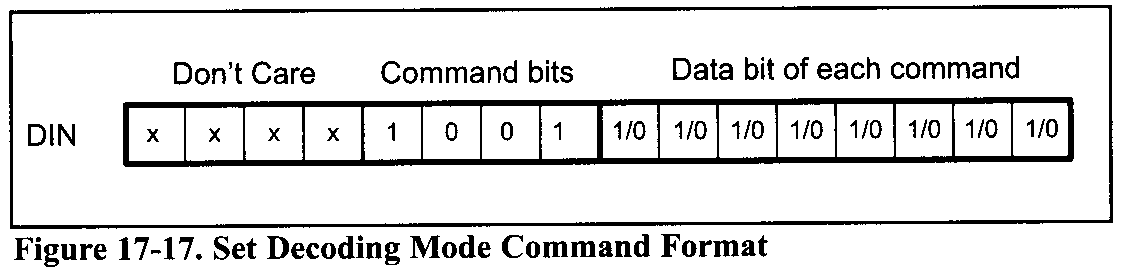 Don't Care Command bits Data bit of each command
DIN x x x x 1 0 0 1 1/0 1/0 1/0 1/0 1/0 1/0 1/0 1/0
Figure 17-17. Set Decoding Mode Command Format